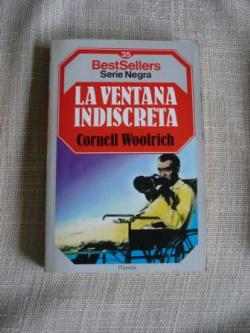 35
BestSellers
Serie Negra
LA VENTANA
INDISCRETA
Cornell Woolrich
Planeta